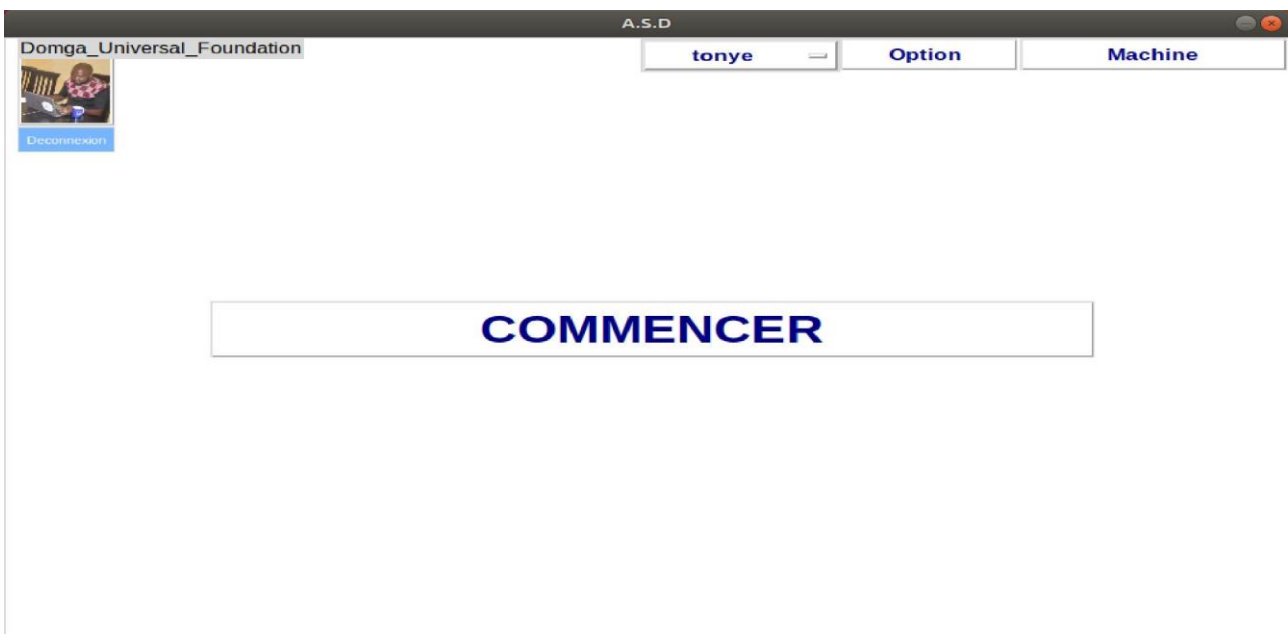 A.S.D
Domga_Universal_Foundation
tonye Option Machine
Deconnexion
COMMENCER